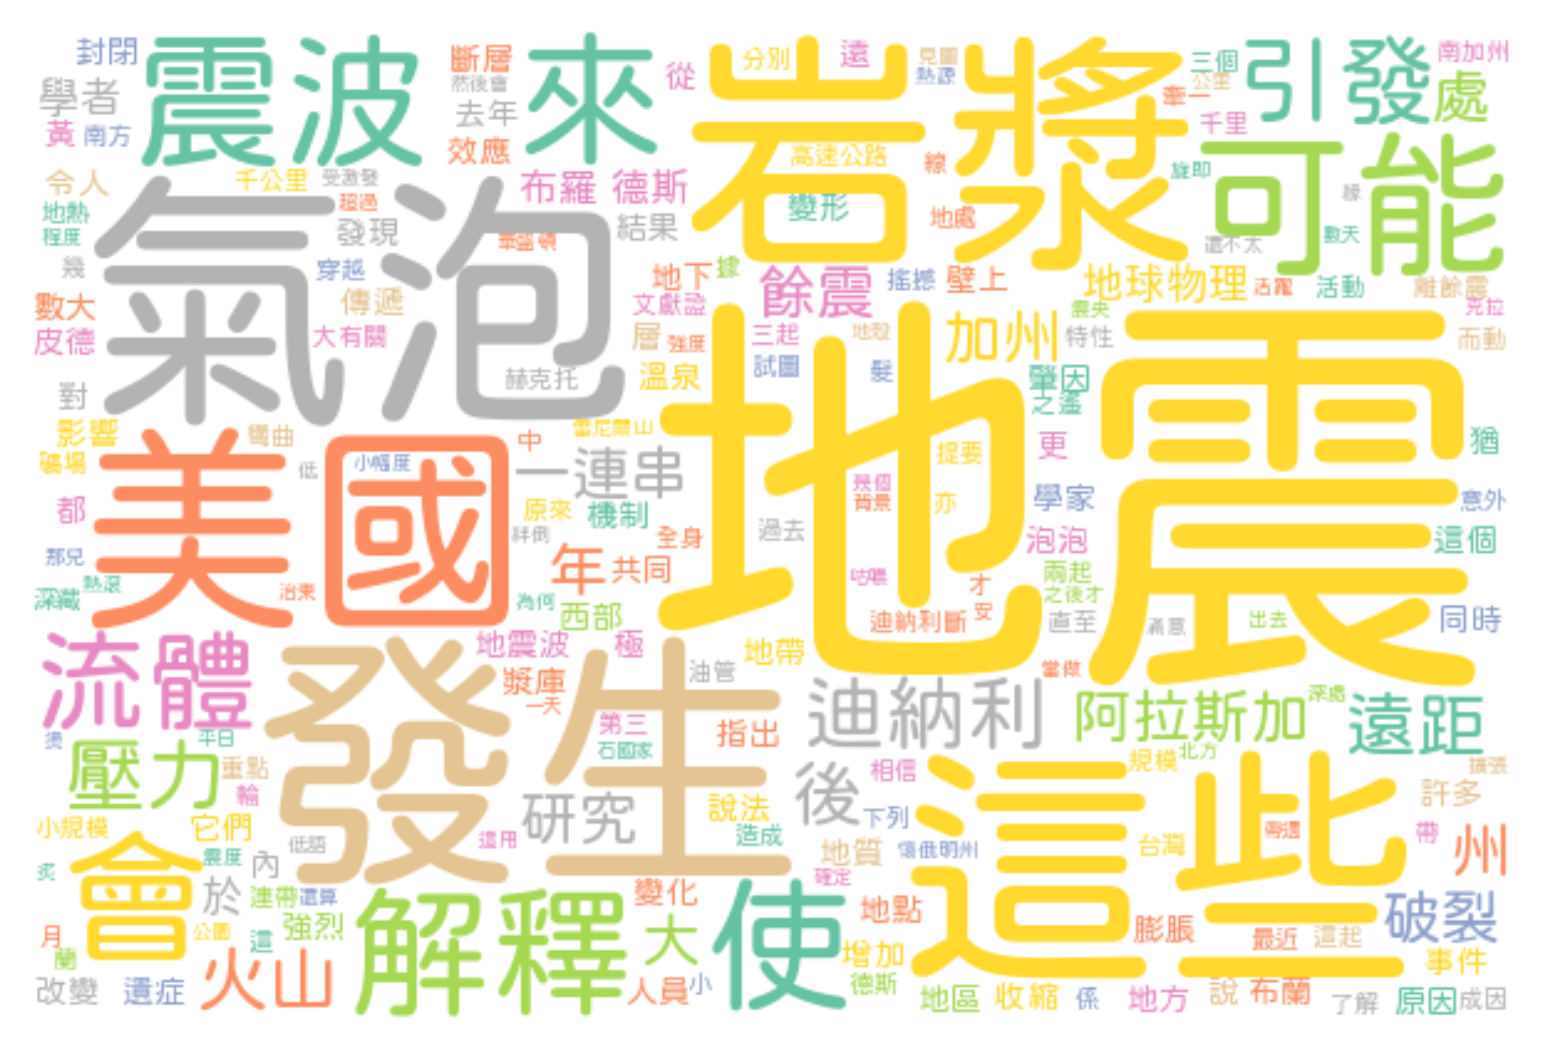 封閉
震波
來
斷層
然後會
從
岩漿
分別
遠
見圖
熱源
三個
公里
牽一
引發
南加州
學者
去年
千里
處
黃
南方
效應
高速公路
可能
令人
千公里
受激發
布羅
德斯
線
旋即
地熱
程度
超過
發現
結果
變形
地處
還不太
數天
氣泡
幾
穿越
地下
據
餘震
搖撼
壁上
地球物理
活躍
活動
離餘震
數大
傳遞
文獻證
震央
克拉
皮德
大有關
層
強度
三起
地殼
加州
特性
而動
對
赫克托
溫泉
試圖
髮
肇因
之遙
地震
影響
彎曲
中
雷尼爾山
礦場
低
小幅度
一連串
提要
更
猶
美國
都
原來
機制
幾個
背景
亦
學家
意外
那兒
絆倒
全身
過去
泡泡
這個
深藏
熱滾
年
共同
咕噥
才
兩起
之後才
為何
西部
迪納利斷
安
直至
滿意
出去
同時
流體
發生
地震波
極
地帶
當做
漿庫
油管
一天
迪納利
阿拉斯加
深處
遠距
平日
第三
石國家
指出
壓力
重點
後
相信
這些
規模
北方
擴張
輪
研究
說法
下列
許多
小規模
它們
這用
造成
地質
懷俄明州
台灣
帶
州
會
震度
低語
內
確定
於
連帶
還算
解釋
變化
使
地點
破裂
月
公園
這
強烈
大
膨脹
最近
這起
蘭
增加
事件
改變
遺症
火山
人員
小
德斯
地區
收縮
係
地方
說
布蘭
了解
原因
成因